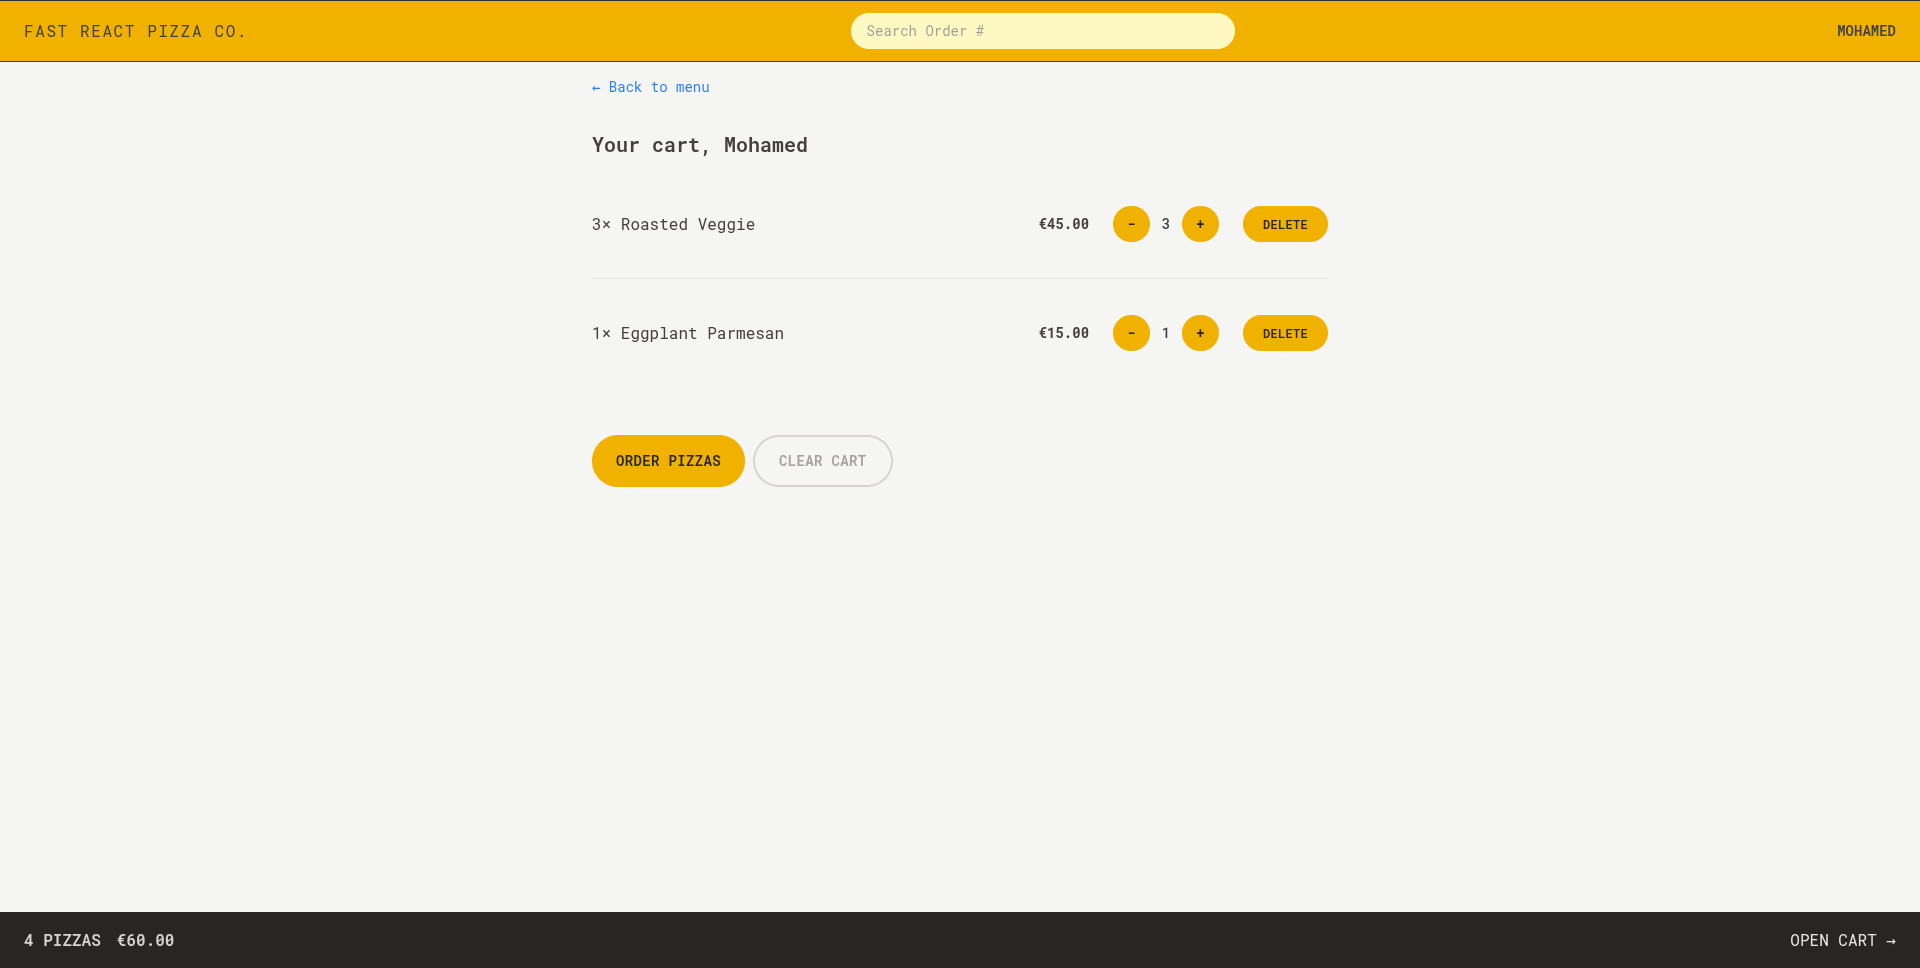 FAST REACT PIZZA CO. Search Order # MOHAMED
← Back to menu
Your cart, Mohamed
3× Roasted Veggie €45.00 - 3 + DELETE
1× Eggplant Parmesan €15.00 - 1 + DELETE
ORDER PIZZAS CLEAR CART
4 PIZZAS €60.00 OPEN CART →